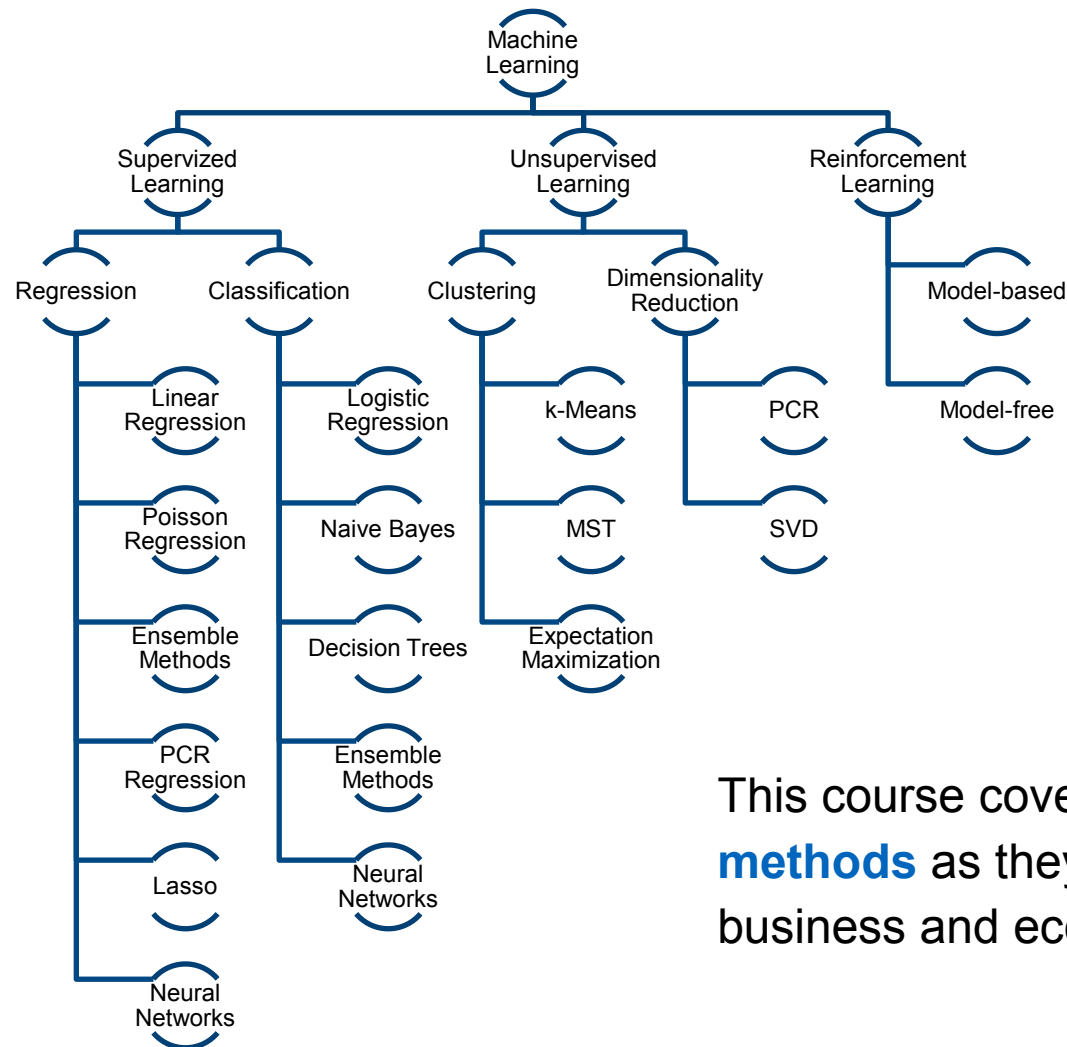 Machine
Learning
Supervized
Learning
Unsupervised
Learning
Reinforcement
Learning
Regression
Classification
Clustering
Dimensionality
Reduction
Model-based
Model-free
Linear
Regression
Poisson
Regression
Ensemble
Methods
PCR
Regression
Lasso
Neural
Networks
Logistic
Regression
Naive Bayes
Decision Trees
Ensemble
Methods
Neural
Networks
k-Means
MST
Expectation
Maximization
PCR
SVD
This course cove
methods as they
business and eco